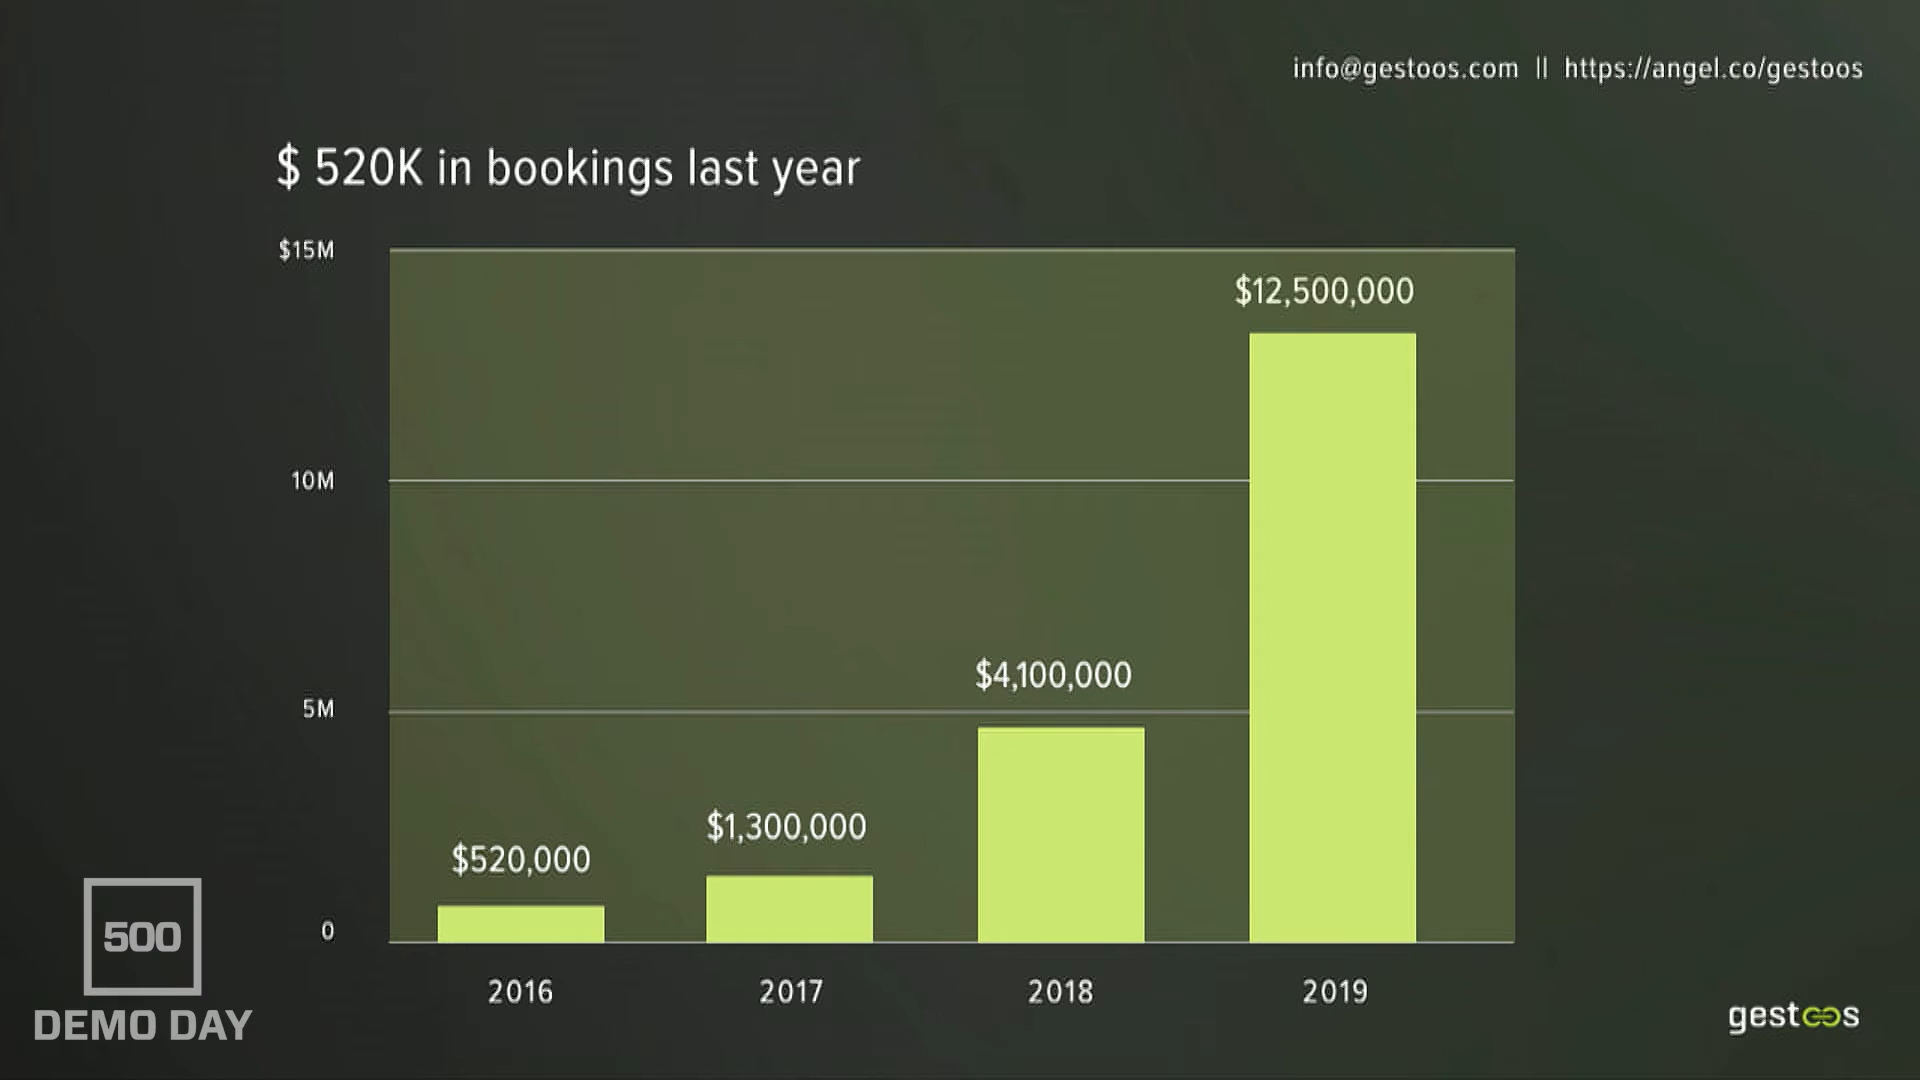 info@gestoos.com || https://angel.co/gestoos
$ 520K in bookings last year
$15M
$12,500,000
10M
$4,100,000
5M
$1,300,000
$520,000
0
2016 2017 2018 2019
500
DEMO DAY
gestoos